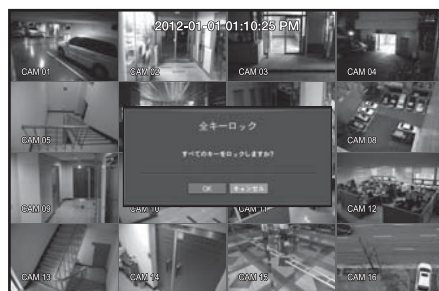 2012-01-01 01:10:25 PM
CAM 01
CAM 02
CAM 03
CAM 04
全キーロック
CAM 05
CAM 08
すべてのキーをロックしますか?
OK キャンセル
CAM 09
CAM 10
CAM 11
CAM 12
CAM 13
CAM 14
CAM 15
CAM 16